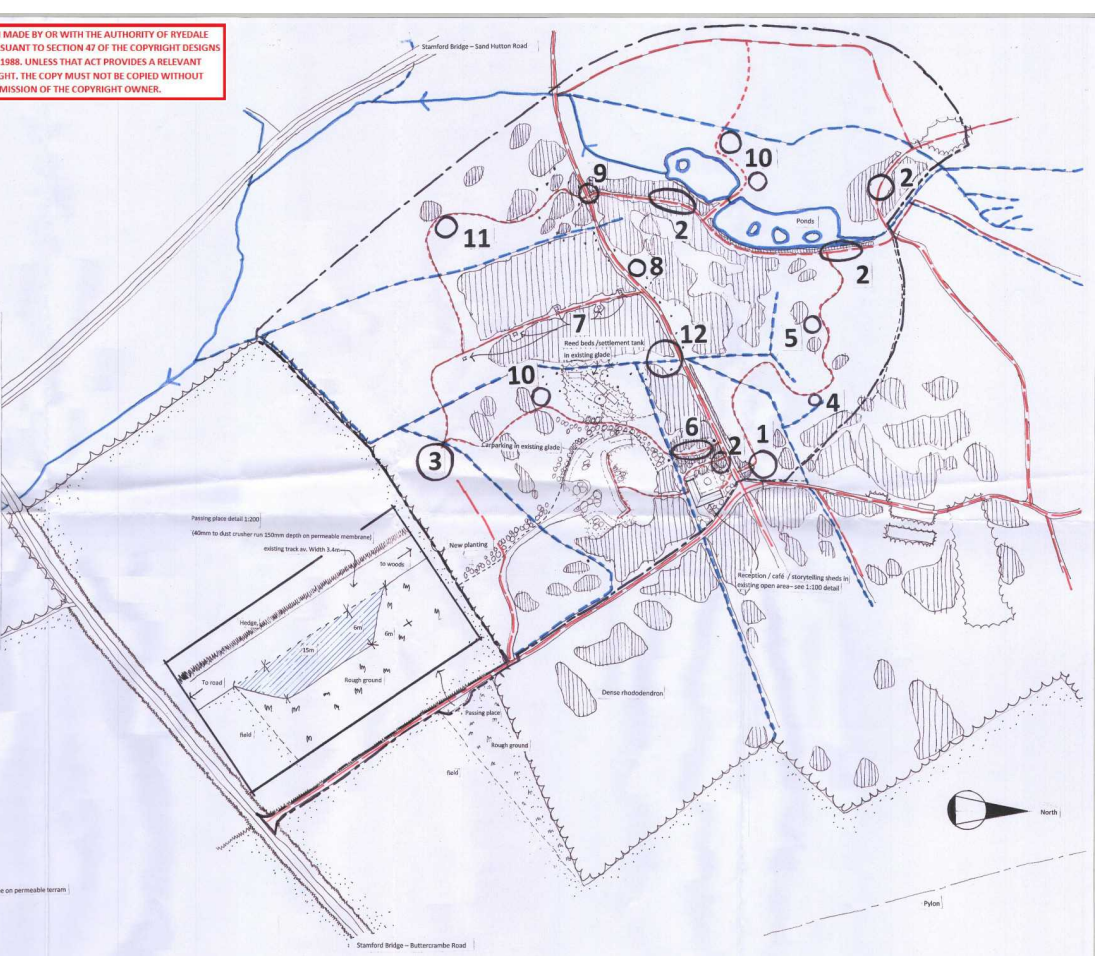 MADE BY OR WITH THE AUTHORITY OF RYEDALE
SUANT TO SECTION 47 OF THE COPYRIGHT DESIGNS
1988. UNLESS THAT ACT PROVIDES A RELEVANT
GHT. THE COPY MUST NOT BE COPIED WITHOUT
MISSION OF THE COPYRIGHT OWNER.
Stamford Bridge – Sand Hutton Road
10
9
2
2
Ponds
11
8
2
7
12
5
Reed beds /settlement tank
in existing glade
10
4
6
2
1
Carparking in existing glade
3
Passing place detail 1:200
(40mm to dust crusher run 150mm depth on permeable membrane)
existing track av. Width 3.4m
to woods
New planting
Reception / café / storytelling sheds in
existing open area– see 1:100 detail
Hedge
6m
6m
15m
To road
Rough ground
Dense rhododendron
Passing place
field
Rough ground
field
North
e on permeable terram
Pylon
Stamford Bridge – Buttercrambe Road